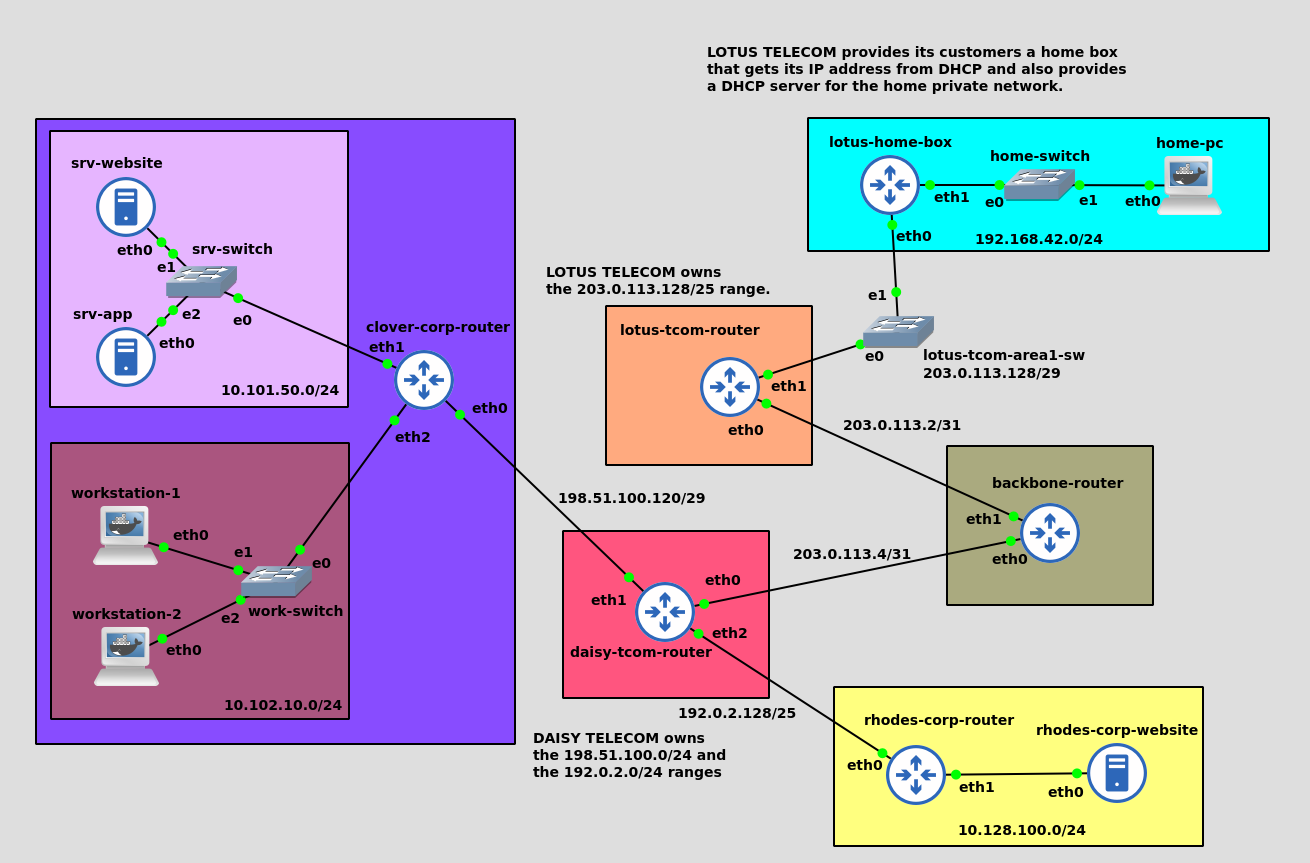 LOTUS TELECOM provides its customers a home box
that gets its IP address from DHCP and also provides
a DHCP server for the home private network.
srv-website
eth0
e1
srv-switch
srv-app
e2
eth0
e0
10.101.50.0/24
clover-corp-router
eth1
eth0
eth2
workstation-1
eth0
e1
e0
workstation-2
e2
work-switch
eth0
10.102.10.0/24
lotus-home-box
home-switch
home-pc
eth1
e0
e1
eth0
eth0
192.168.42.0/24
LOTUS TELECOM owns
the 203.0.113.128/25 range.
lotus-tcom-router
eth1
eth0
e1
e0
lotus-tcom-area1-sw
203.0.113.128/29
203.0.113.2/31
backbone-router
eth1
eth0
198.51.100.120/29
203.0.113.4/31
eth0
eth1
eth2
daisy-tcom-router
192.0.2.128/25
DAISY TELECOM owns
the 198.51.100.0/24 and
the 192.0.2.0/24 ranges
rhodes-corp-router
rhodes-corp-website
eth0
eth1
eth0
10.128.100.0/24